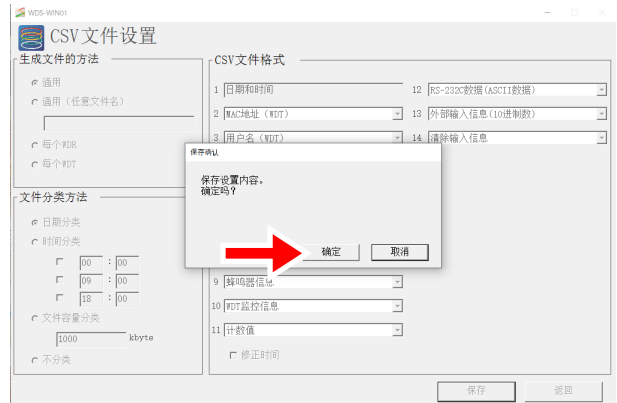 WDS-WIN01
CSV文件设置
生成文件的方法
通用
通用（任意文件名）
每个WDR
每个WDT
文件分类方法
日期分类
时间分类
00 : 00
09 : 00
18 : 00
文件容量分类
1000 kbyte
不分类
CSV文件格式
1 日期和时间
2 MAC地址（WDT）
3 用户名（WDT）
9 蜂鸣器信息
10 WDT监控信息
11 计数值
修正时间
12 RS-232C数据(ASCII数据)
13 外部输入信息(10进制数)
14 清除输入信息
保存确认
保存设置内容。
确定吗？
确定 取消
保存 返回